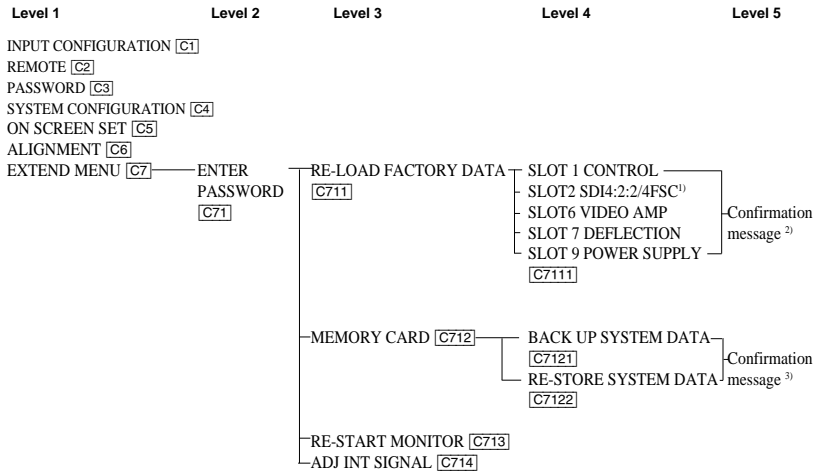 Level 1 Level 2 Level 3 Level 4 Level 5
INPUT CONFIGURATION C1
REMOTE C2
PASSWORD C3
SYSTEM CONFIGURATION C4
ON SCREEN SET C5
ALIGNMENT C6
EXTEND MENU C7 ENTER RE-LOAD FACTORY DATA SLOT 1 CONTROL
PASSWORD C711 SLOT2 SDI4:2:2/4FSC1)
C71 SLOT6 VIDEO AMP Confirmation
SLOT 7 DEFLECTION message 2)
SLOT 9 POWER SUPPLY
C7111
MEMORY CARD C712 BACK UP SYSTEM DATA
C7121 Confirmation
RE-STORE SYSTEM DATA message 3)
C7122
RE-START MONITOR C713
ADJ INT SIGNAL C714